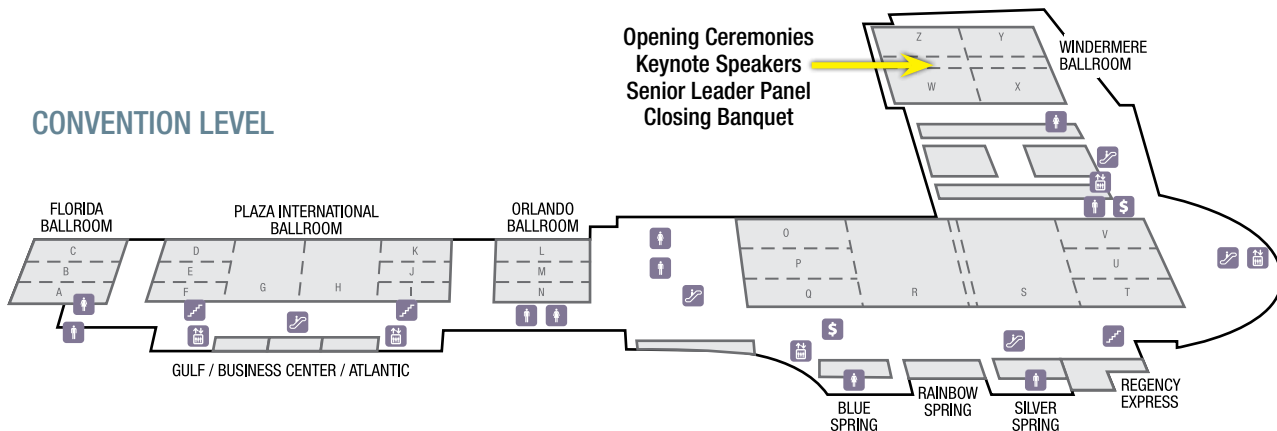 Opening Ceremonies
Keynote Speakers
Senior Leader Panel
Closing Banquet
Z
Y
W
X
WINDERMERE
BALLROOM
CONVENTION LEVEL
FLORIDA
BALLROOM
PLAZA INTERNATIONAL
BALLROOM
ORLANDO
BALLROOM
C
B
A
D
E
F
G
H
K
J
I
L
M
N
O
P
Q
R
S
V
U
T
$
$
GULF / BUSINESS CENTER / ATLANTIC
BLUE
SPRING
RAINBOW
SPRING
SILVER
SPRING
REGENCY
EXPRESS